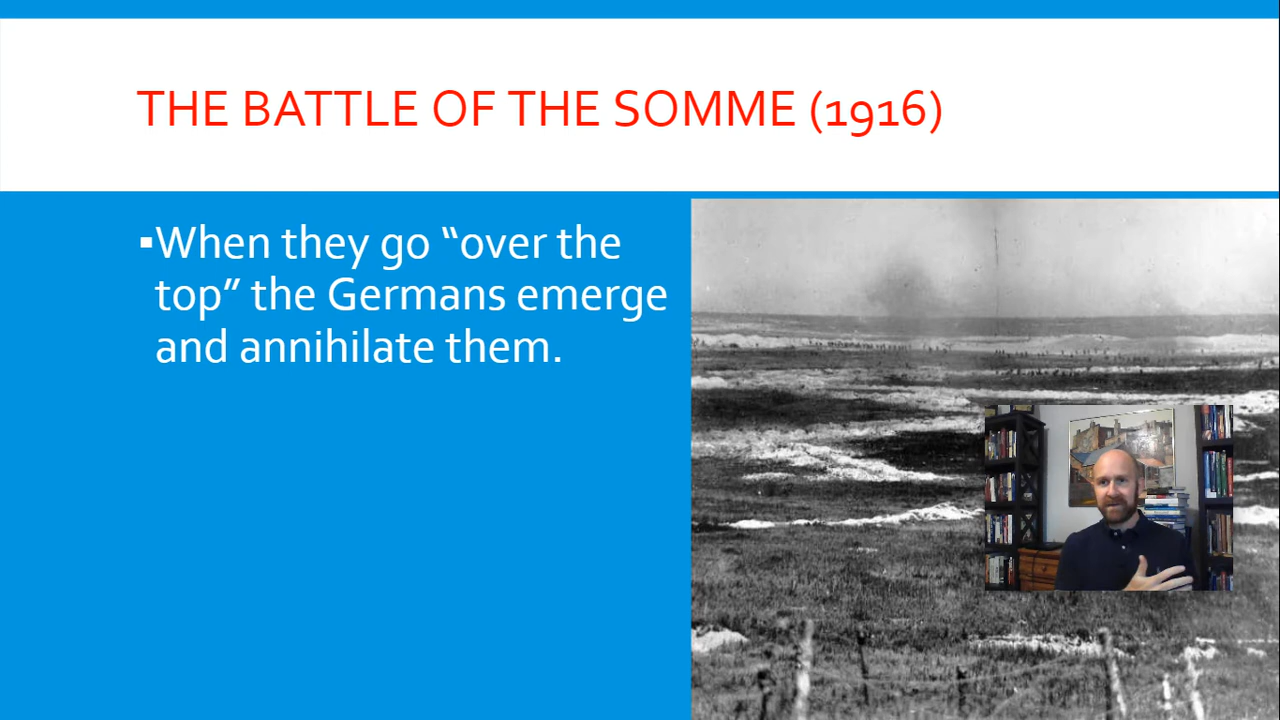 THE BATTLE OF THE SOMME (1916)
▪When they go “over the
top” the Germans emerge
and annihilate them.